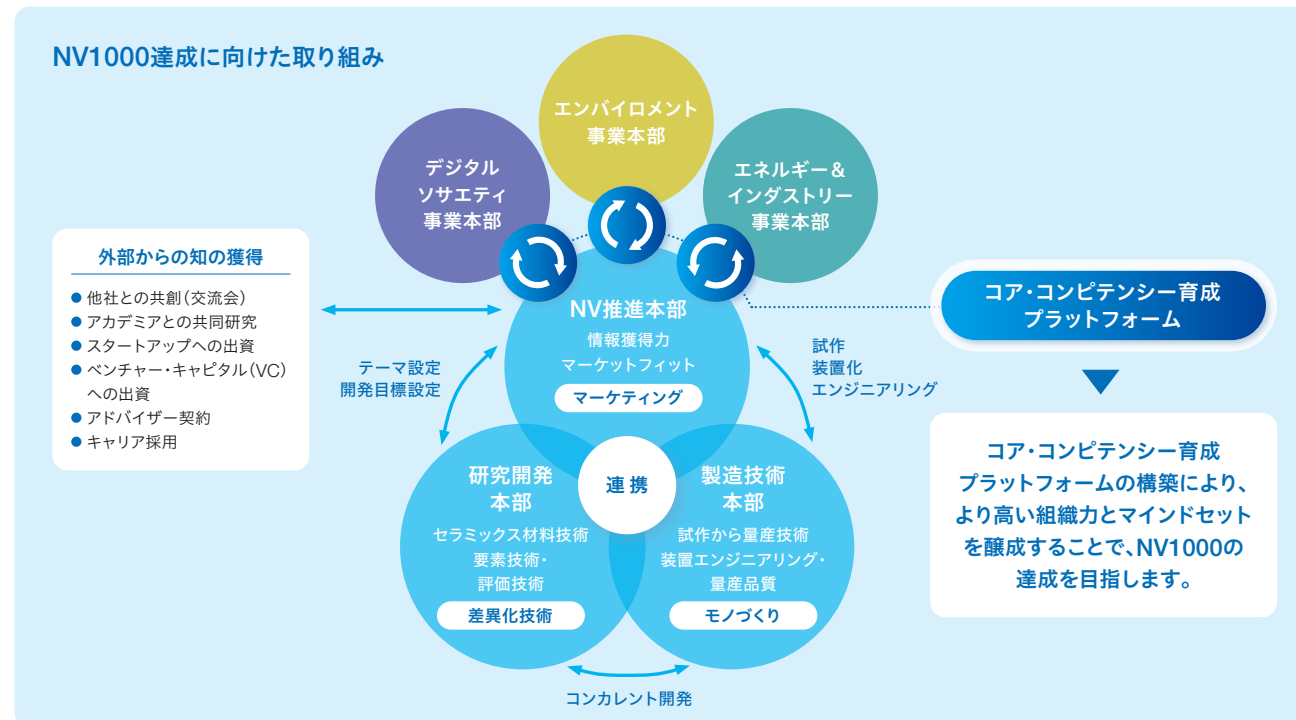 NV1000達成に向けた取り組み
エンバイロメント
事業本部
デジタル
ソサエティ
事業本部
エネルギー＆
インダストリー
事業本部
外部からの知の獲得
● 他社との共創（交流会）
● アカデミアとの共同研究
● スタートアップへの出資
● ベンチャー・キャピタル（VC）
への出資
● アドバイザー契約
● キャリア採用
NV推進本部
情報獲得力
マーケットフィット
マーケティング
テーマ設定
開発目標設定
試作
装置化
エンジニアリング
連携
研究開発
本部
セラミックス材料技術
要素技術・
評価技術
差異化技術
製造技術
本部
試作から量産技術
装置エンジニアリング・
量産品質
モノづくり
コンカレント開発
コア・コンピテンシー育成
プラットフォーム
コア・コンピテンシー育成
プラットフォームの構築により、
より高い組織力とマインドセット
を醸成することで、NV1000の
達成を目指します。